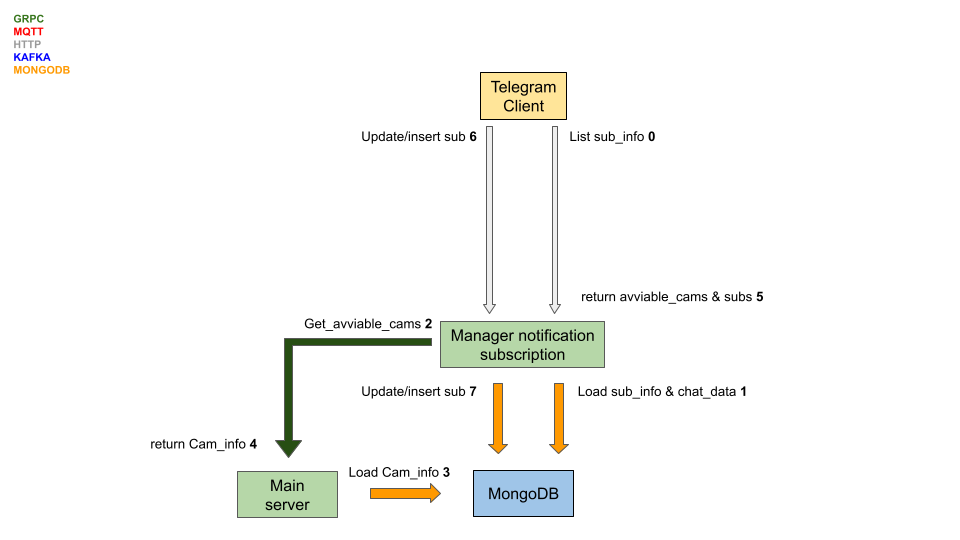 GRPC
MQTT
HTTP
KAFKA
MONGODB
Telegram
Client
Update/insert sub 6
List sub_info 0
return avviable_cams & subs 5
Get_avviable_cams 2
Manager notification
subscription
Update/insert sub 7
Load sub_info & chat_data 1
return Cam_info 4
Load Cam_info 3
Main
server
MongoDB